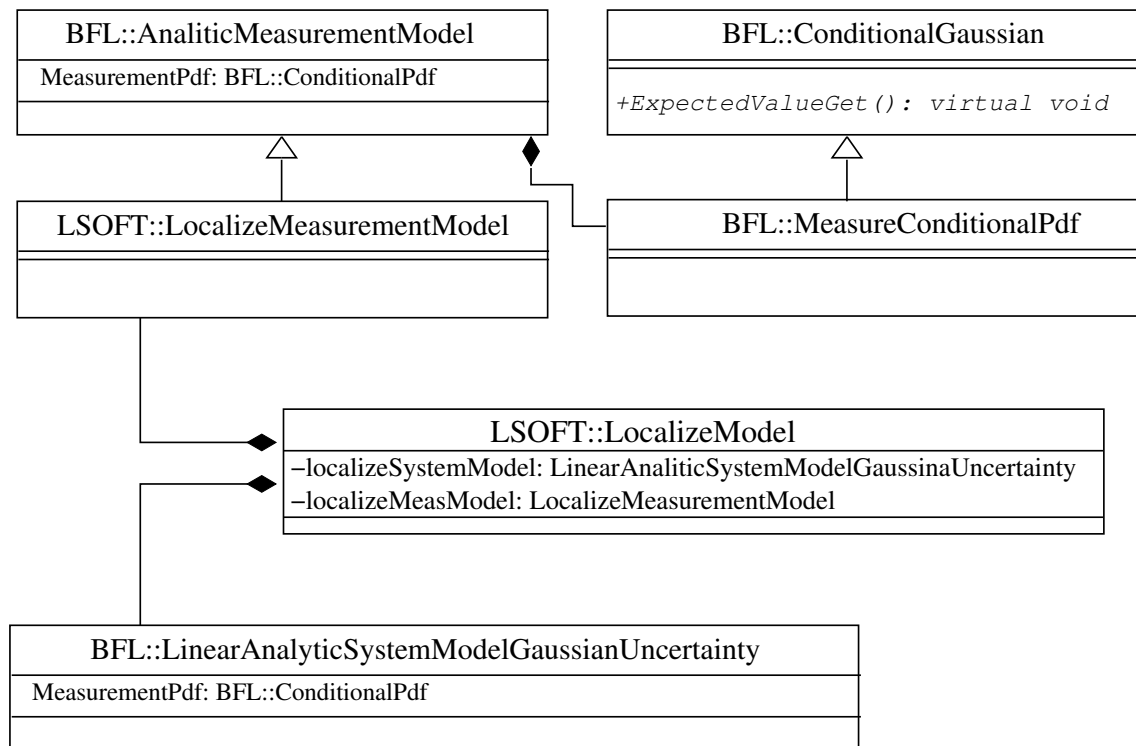 BFL::AnaliticMeasurementModel
MeasurementPdf: BFL::ConditionalPdf
BFL::ConditionalGaussian
+ExpectedValueGet(): virtual void
LSOFT::LocalizeMeasurementModel
BFL::MeasureConditionalPdf
LSOFT::LocalizeModel
−localizeSystemModel: LinearAnaliticSystemModelGaussinaUncertainty
−localizeMeasModel: LocalizeMeasurementModel
BFL::LinearAnalyticSystemModelGaussianUncertainty
MeasurementPdf: BFL::ConditionalPdf